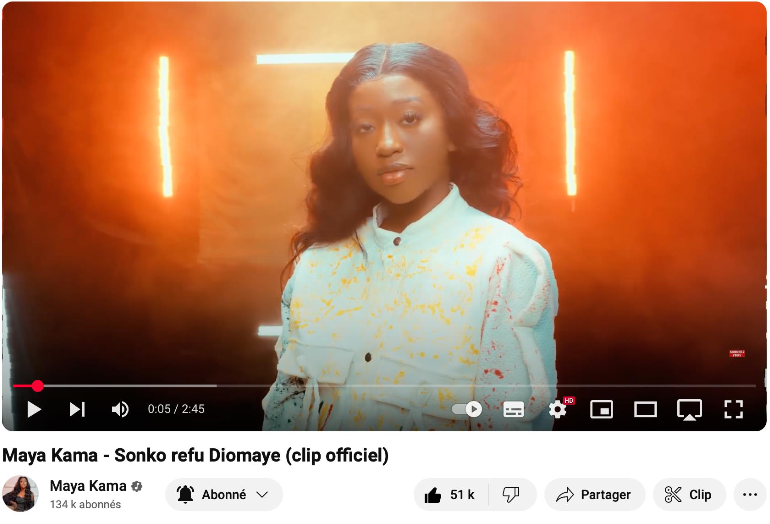 0:05 / 2:45
HD
Maya Kama - Sonko refu Diomaye (clip officiel)
Maya Kama
134 k abonnés
Abonné
51 k
Partager
Clip